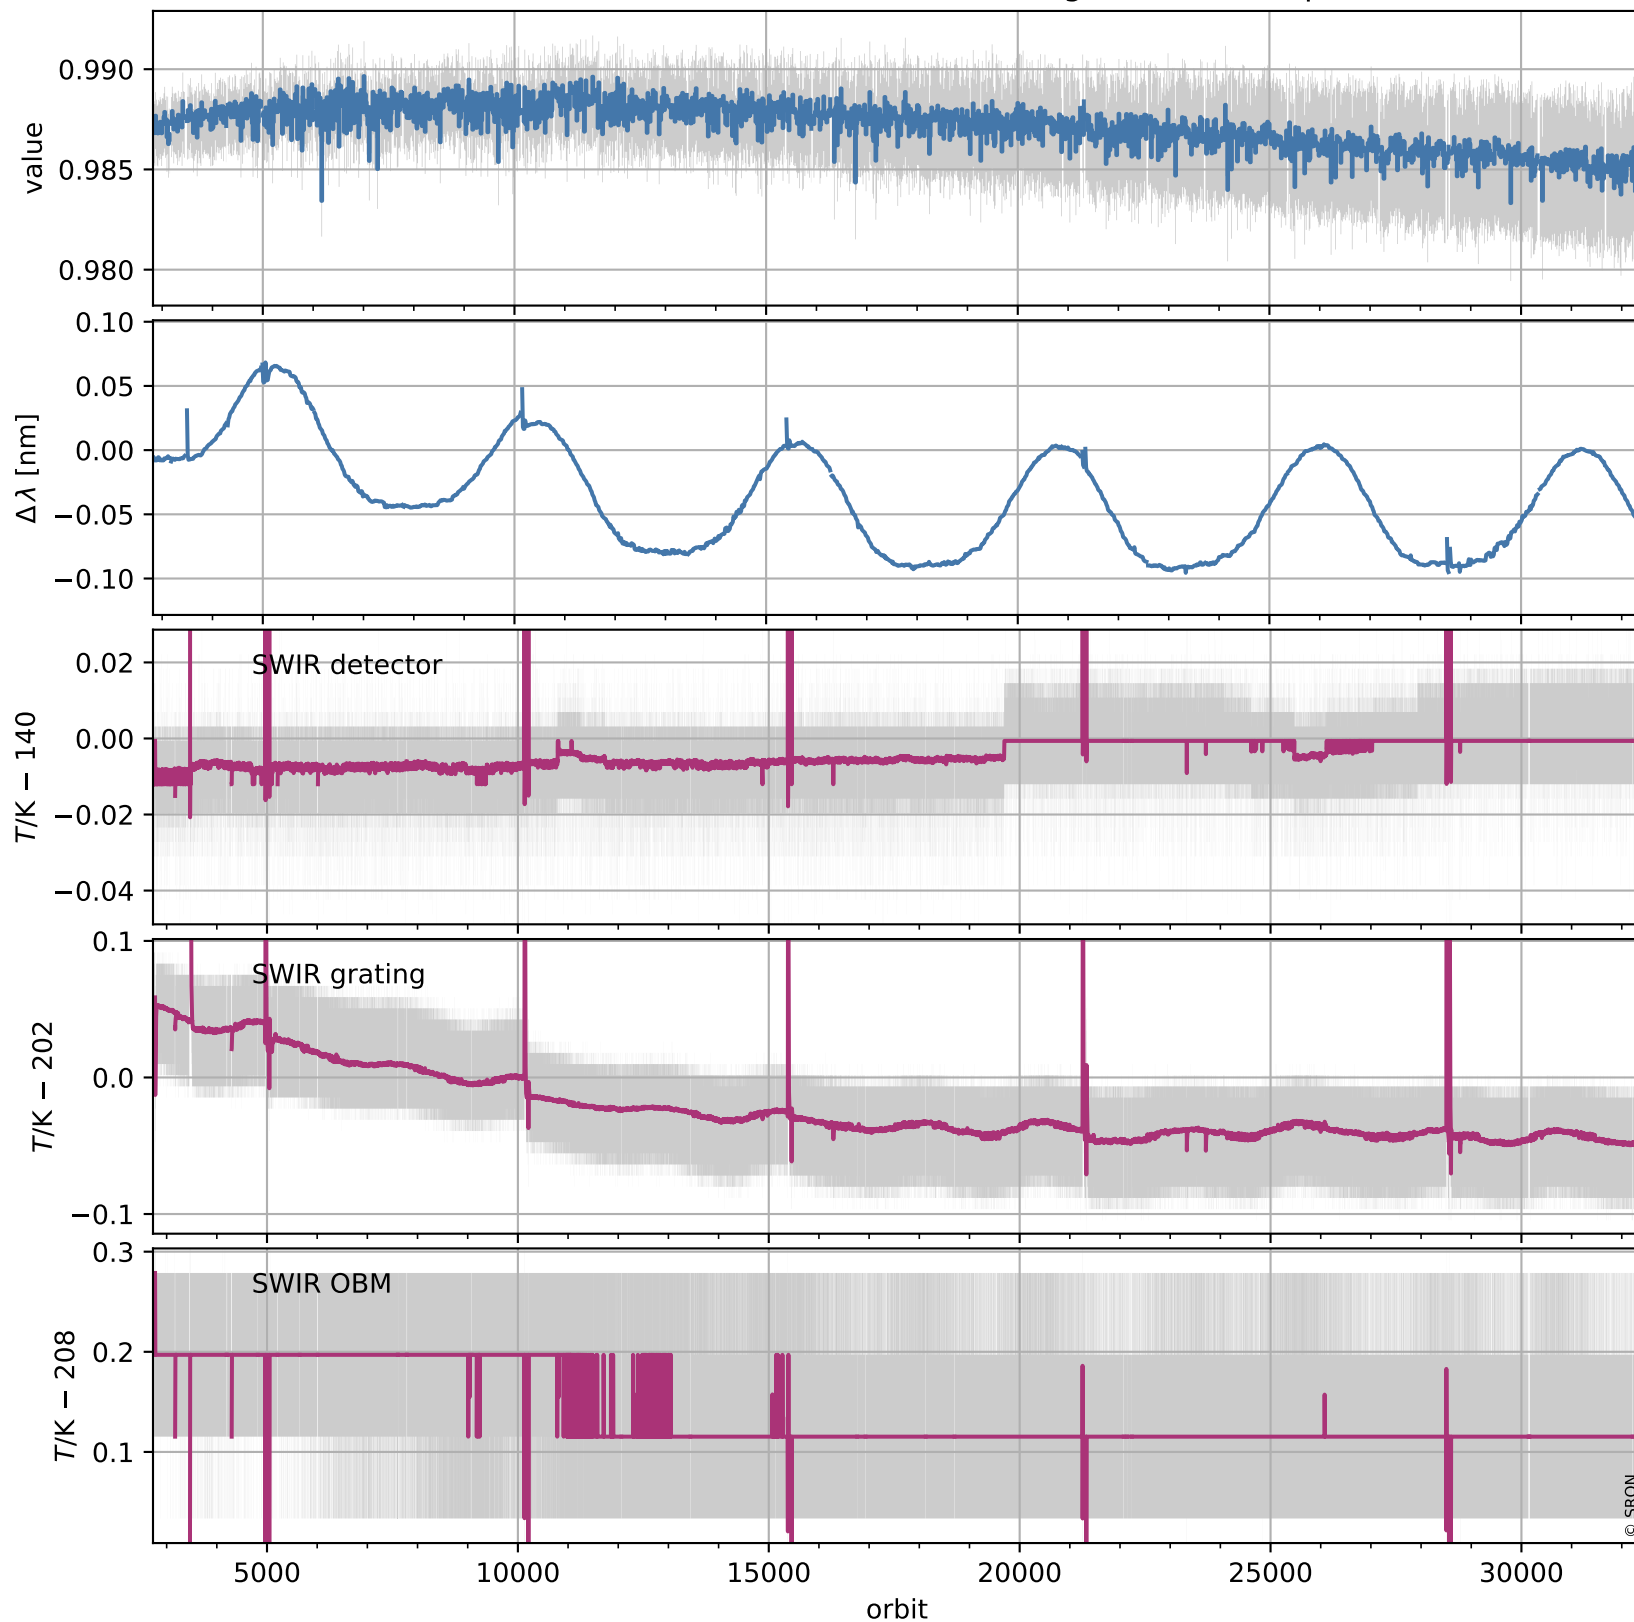 value
0.990
0.985
0.980
Δλ [nm]
0.10
0.05
0.00
−0.05
−0.10
T/K − 140
0.02
0.00
−0.02
−0.04
SWIR detector
T/K − 202
0.1
0.0
−0.1
SWIR grating
T/K − 208
0.3
0.2
0.1
SWIR OBM
© SRON
5000 10000 15000 20000 25000 30000
orbit